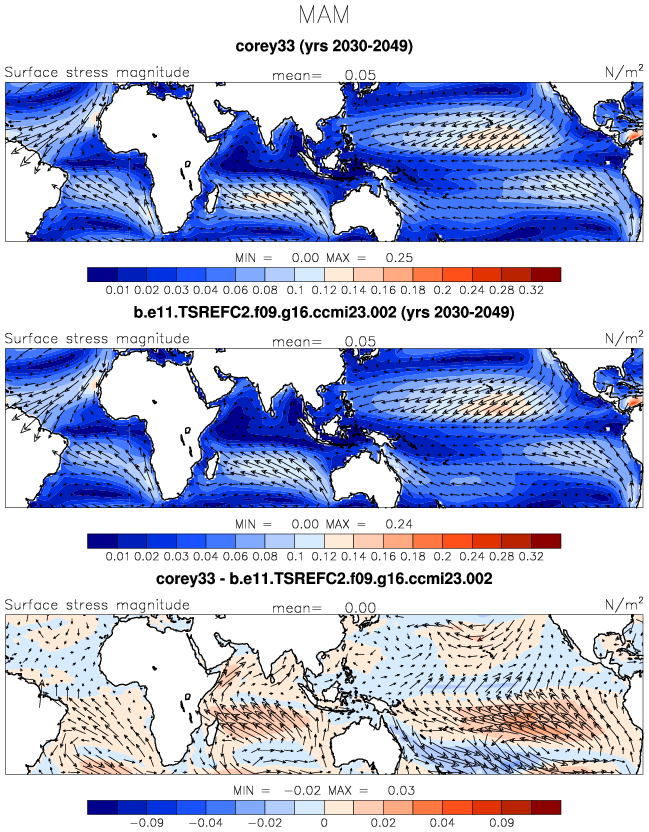 MAM
corey33 (yrs 2030-2049)
Surface stress magnitude mean= 0.05 N/m²
MIN = 0.00 MAX = 0.25
0.01 0.02 0.03 0.04 0.06 0.08 0.1 0.12 0.14 0.16 0.18 0.2 0.24 0.28 0.32
b.e11.TSREFC2.f09.g16.ccmi23.002 (yrs 2030-2049)
Surface stress magnitude mean= 0.05 N/m²
MIN = 0.00 MAX = 0.24
0.01 0.02 0.03 0.04 0.06 0.08 0.1 0.12 0.14 0.16 0.18 0.2 0.24 0.28 0.32
corey33 - b.e11.TSREFC2.f09.g16.ccmi23.002
Surface stress magnitude mean= 0.00 N/m²
MIN = -0.02 MAX = 0.03
-0.09 -0.04 -0.02 0 0.02 0.04 0.09